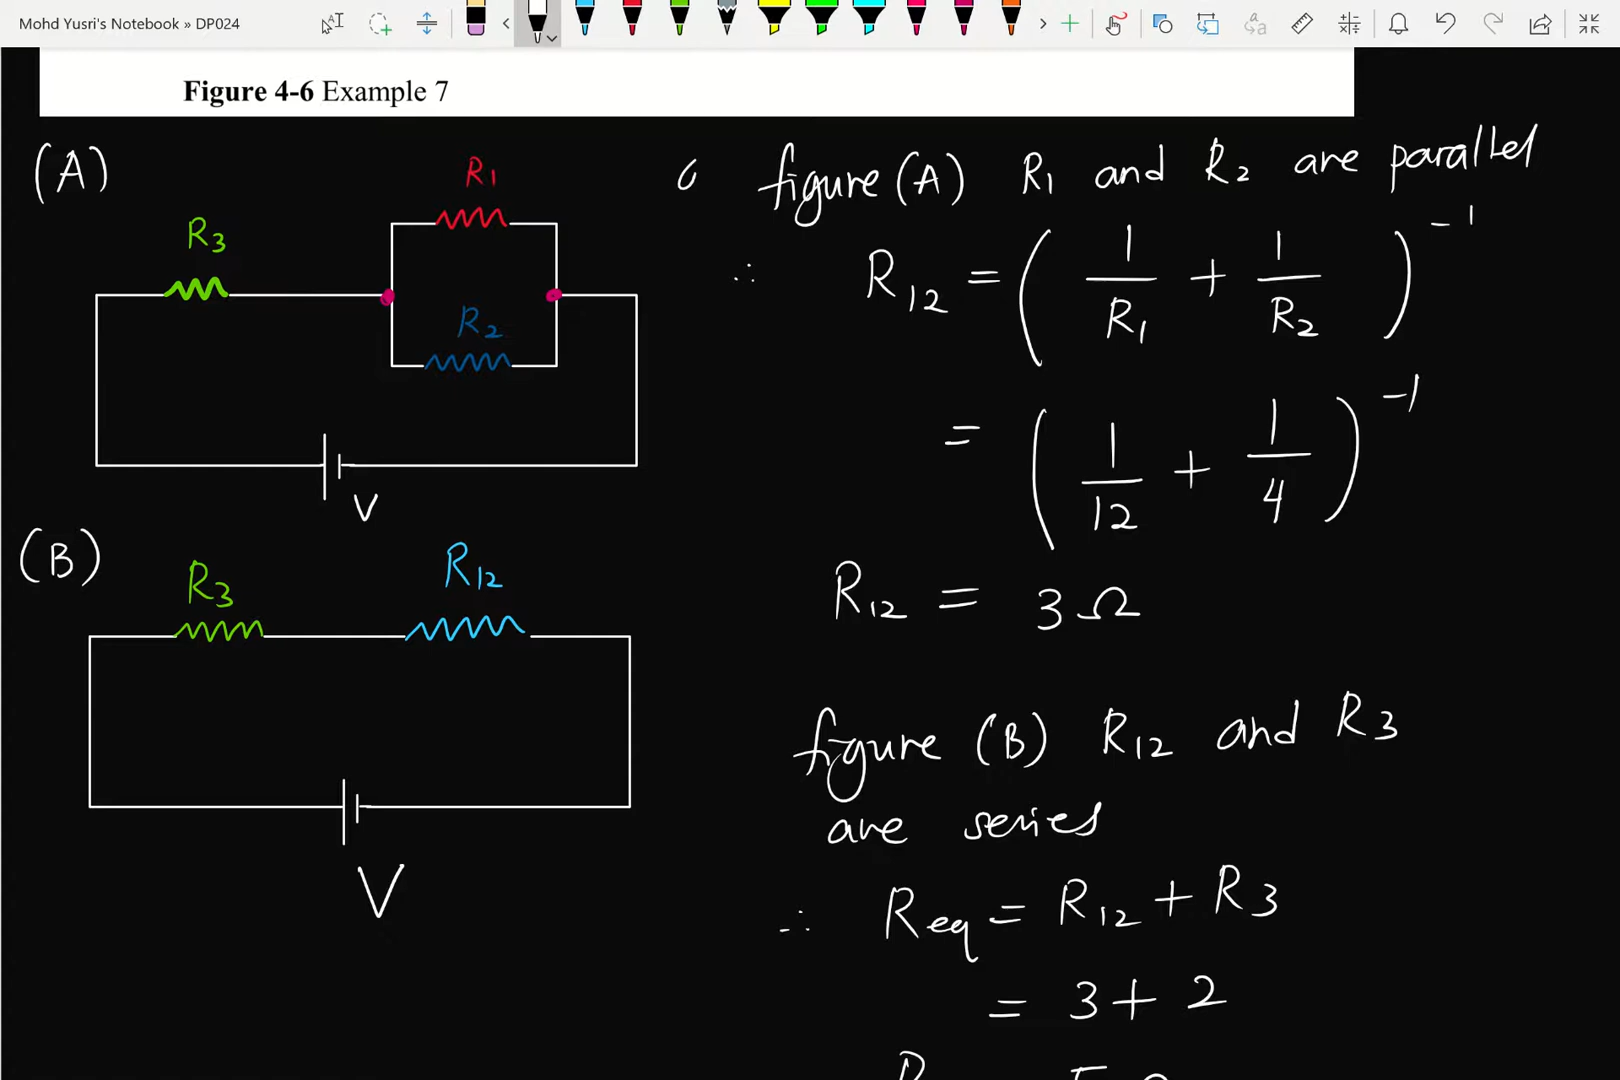 Mohd Yusri's Notebook » DP024
Figure 4-6 Example 7
(A)
R1
R3
R2
V
(B)
R3
R12
V
figure (A) R1 and R2 are parallel
∴ R12 = ( 1/R1 + 1/R2 )^-1
= ( 1/12 + 1/4 )^-1
R12 = 3Ω
figure (B) R12 and R3
are series
∴ Req = R12 + R3
= 3 + 2